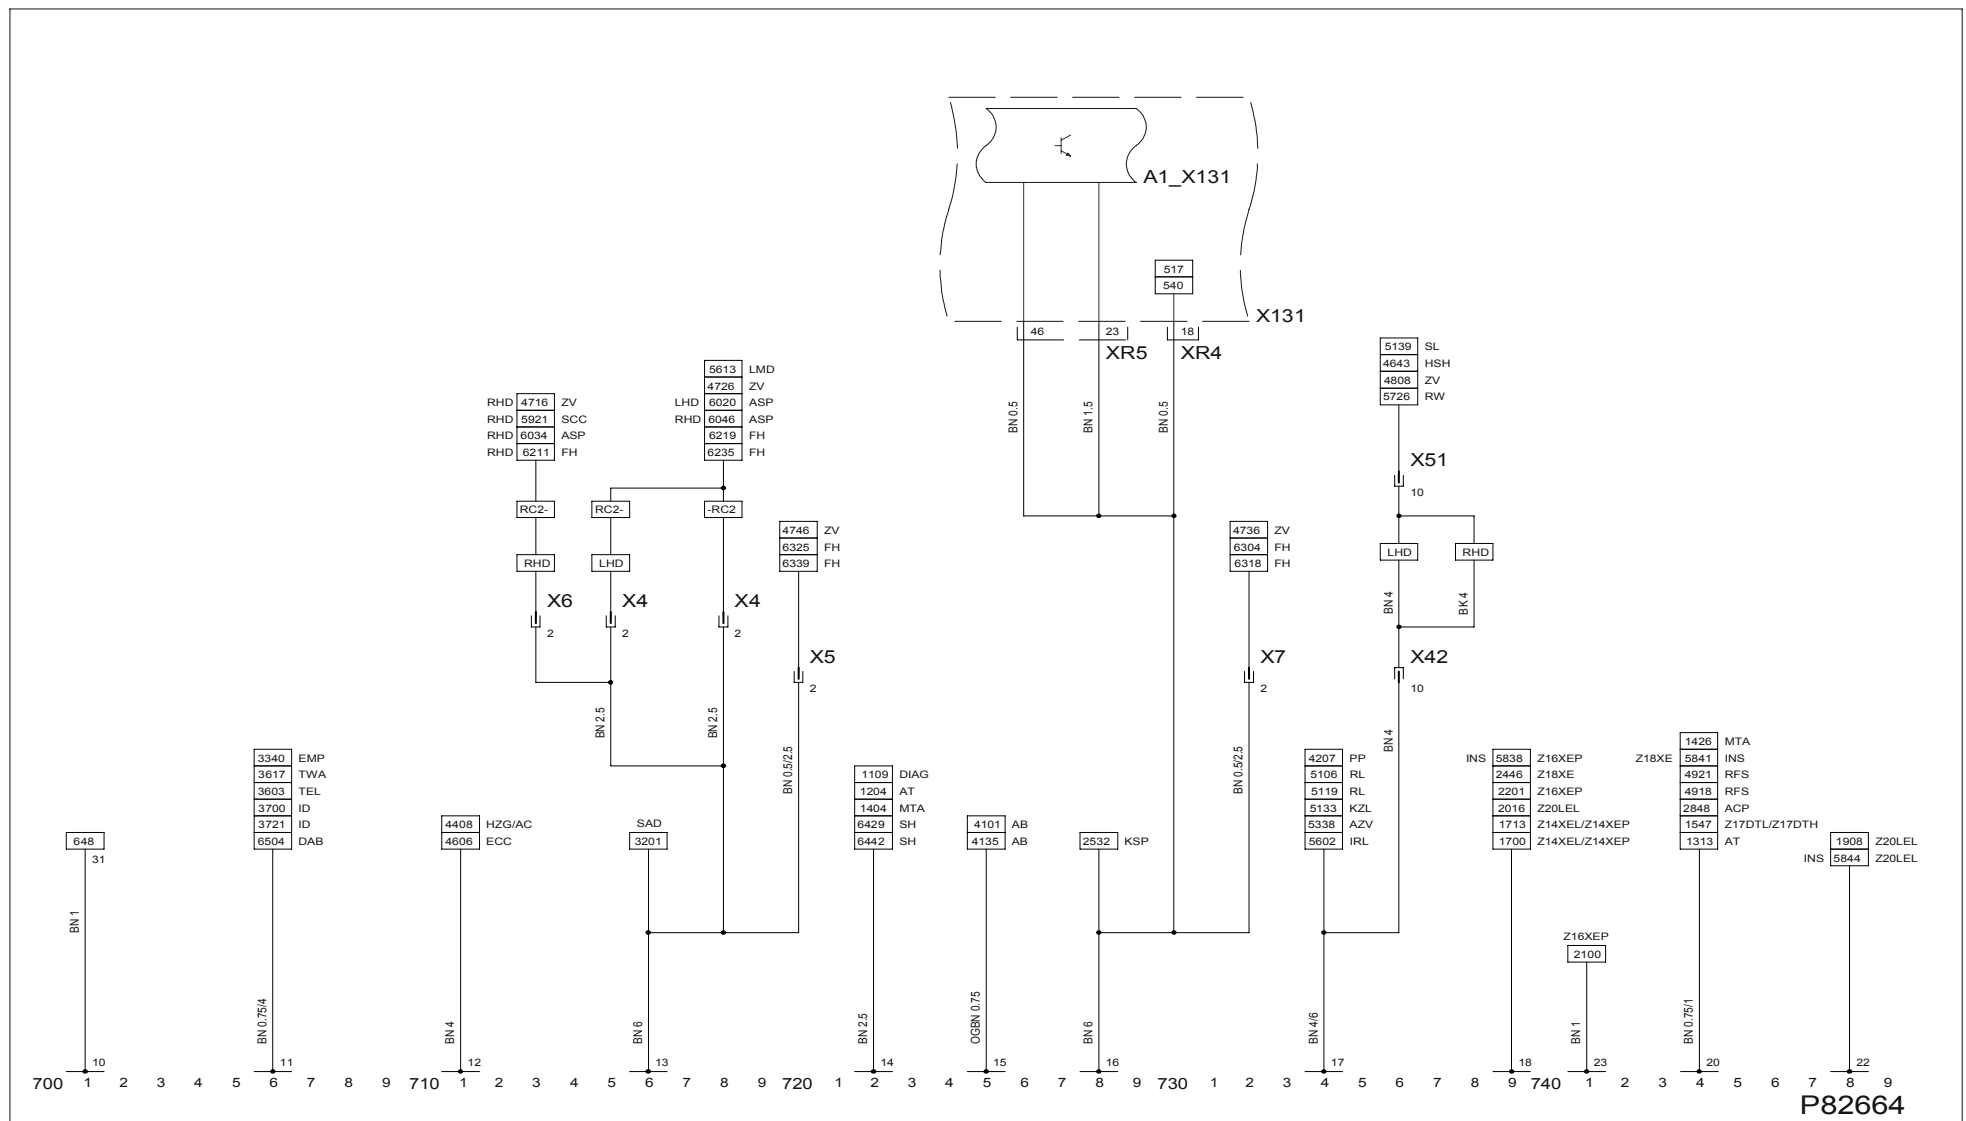 A1_X131
517
540
X131
46 23 18
XR5 XR4
5139 SL
4643 HSH
4808 ZV
5726 RW
5613 LMD
4726 ZV
LHD 6020 ASP
RHD 6046 ASP
6219 FH
6235 FH
RHD 4716 ZV
RHD 5921 SCC
RHD 6034 ASP
RHD 6211 FH
BN 0.5
BN 1.5
BN 0.5
X51
10
RC2- RC2- -RC2
RHD LHD
4746 ZV
6325 FH
6339 FH
4736 ZV
6304 FH
6318 FH
LHD RHD
BN 4
BK 4
X6 X4 X4
2 2 2
X5
2
X7
2
X42
10
BN 2.5
BN 2.5
BN 0.5/2.5
BN 0.5/2.5
BN 4
648
31
3340 EMP
3617 TWA
3603 TEL
3700 ID
3721 ID
6504 DAB
4408 HZG/AC
4606 ECC
SAD
3201
1109 DIAG
1204 AT
1404 MTA
6429 SH
6442 SH
4101 AB
4135 AB
2532 KSP
4207 PP
5106 RL
5119 RL
5133 KZL
5338 AZV
5602 IRL
INS 5838 Z16XEP
2446 Z18XE
2201 Z16XEP
2016 Z20LEL
1713 Z14XEL/Z14XEP
1700 Z14XEL/Z14XEP
1426 MTA
Z18XE 5841 INS
4921 RFS
4918 RFS
2848 ACP
1547 Z17DTL/Z17DTH
1313 AT
1908 Z20LEL
INS 5844 Z20LEL
Z16XEP
2100
BN 1
BN 0.75/4
BN 4
BN 6
BN 2.5
OGBN 0.75
BN 6
BN 4/6
BN 1
BN 0.75/1
10 11 12 13 14 15 16 17 18 23 20 22
700 1 2 3 4 5 6 7 8 9 710 1 2 3 4 5 6 7 8 9 720 1 2 3 4 5 6 7 8 9 730 1 2 3 4 5 6 7 8 9 740 1 2 3 4 5 6 7 8 9
P82664